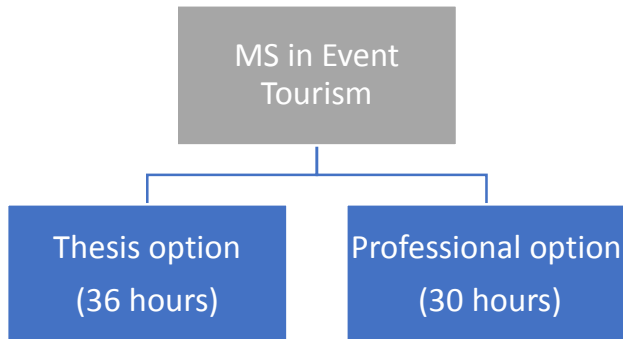 MS in Event
Tourism
Thesis option
(36 hours)
Professional option
(30 hours)